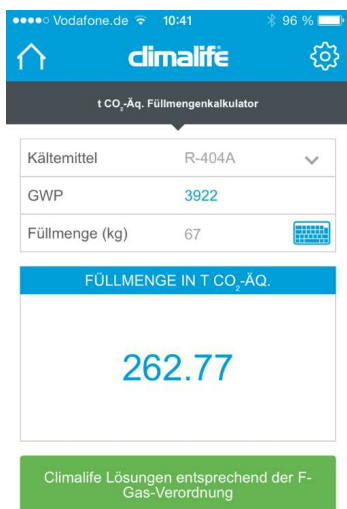 Vodafone.de 10:41 96 %
climalife
t CO₂-Äq. Füllmengenkalkulator
Kältemittel R-404A
GWP 3922
Füllmenge (kg) 67
FÜLLMENGE IN T CO₂-ÄQ.
262.77
Climalife Lösungen entsprechend der F-
Gas-Verordnung